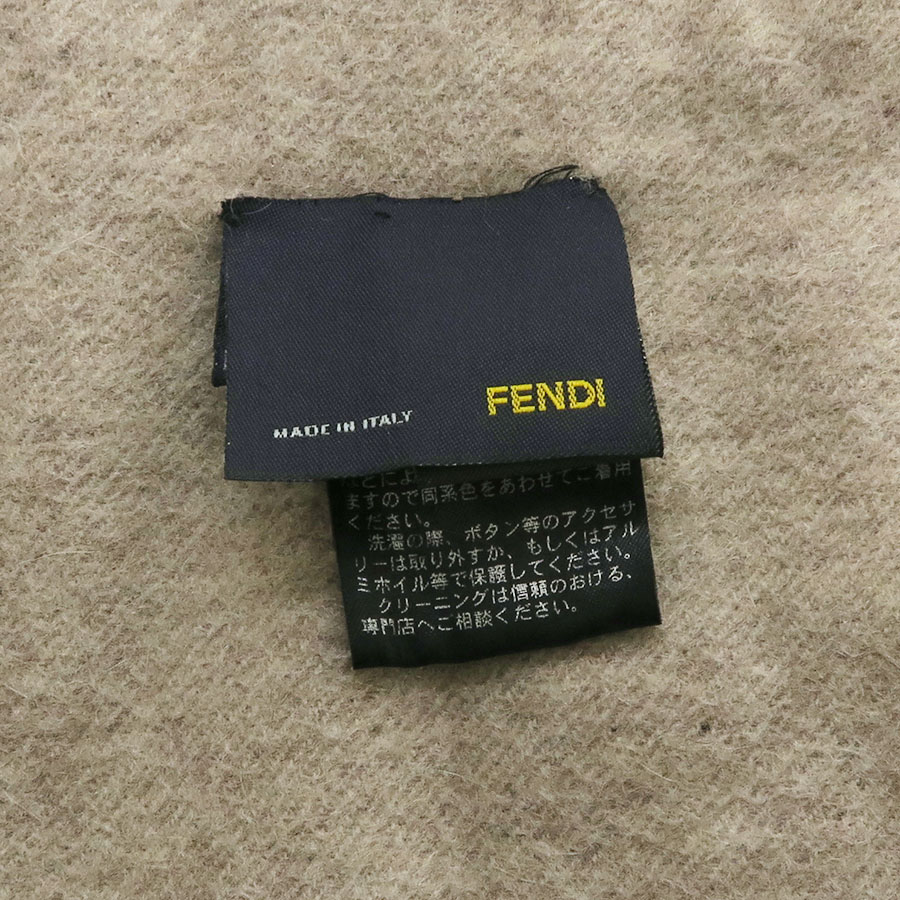 FENDI
MADE IN ITALY
などによ
ますので同系色をあわせてご着用
ください。
洗濯の際、ボタン等のアクセサ
リーは取り外すか、もしくはアル
ミホイル等で保護してください。
クリーニングは信頼のおける、
専門店へご相談ください。